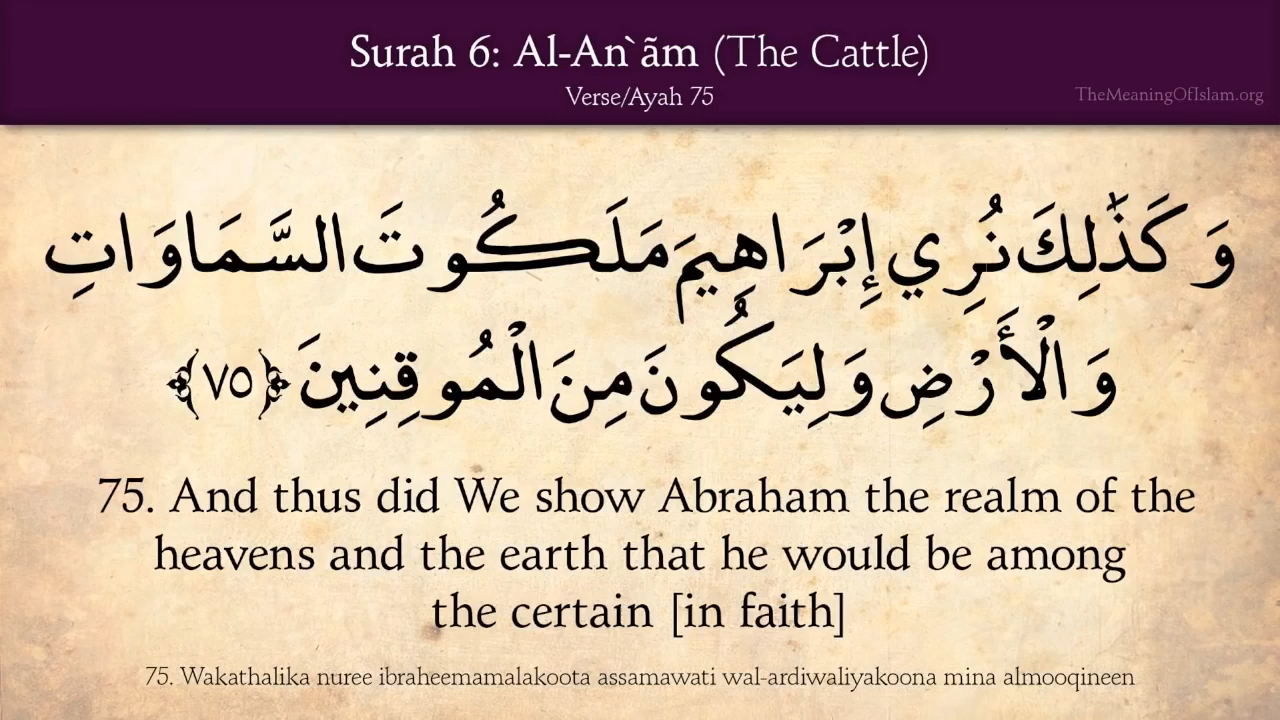 Surah 6: Al-An`ãm (The Cattle)
Verse/Ayah 75
TheMeaningOfIslam.org
وَكَذَٰلِكَ نُرِي إِبْرَاهِيمَ مَلَكُوتَ السَّمَاوَاتِ
وَالْأَرْضِ وَلِيَكُونَ مِنَ الْمُوقِنِينَ ﴿٧٥﴾
75. And thus did We show Abraham the realm of the
heavens and the earth that he would be among
the certain [in faith]
75. Wakathalika nuree ibraheemamalakoota assamawati wal-ardiwaliyakoona mina almooqineen